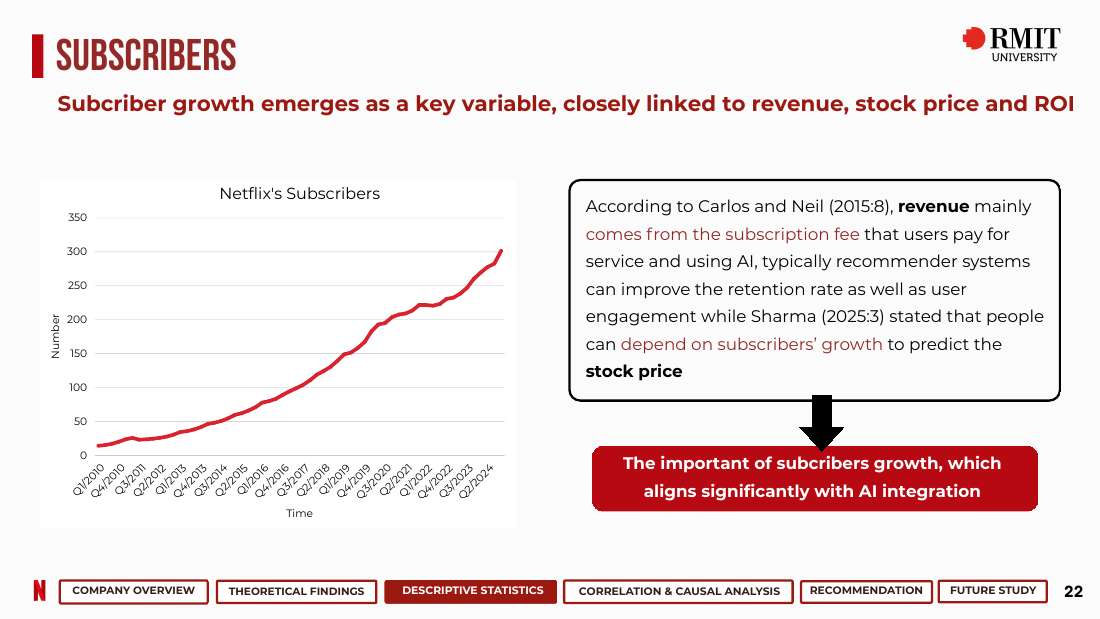 SUBSCRIBERS
RMIT
UNIVERSITY
Subcriber growth emerges as a key variable, closely linked to revenue, stock price and ROI
Netflix's Subscribers
350
300
250
200
150
100
50
0
Number
Q1/2010
Q4/2010
Q3/2011
Q2/2012
Q1/2013
Q4/2013
Q3/2014
Q2/2015
Q1/2016
Q4/2016
Q3/2017
Q2/2018
Q1/2019
Q4/2019
Q3/2020
Q2/2021
Q1/2022
Q4/2022
Q3/2023
Q2/2024
Time
According to Carlos and Neil (2015:8), revenue mainly
comes from the subscription fee that users pay for
service and using AI, typically recommender systems
can improve the retention rate as well as user
engagement while Sharma (2025:3) stated that people
can depend on subscribers’ growth to predict the
stock price
The important of subcribers growth, which
aligns significantly with AI integration
N
COMPANY OVERVIEW
THEORETICAL FINDINGS
DESCRIPTIVE STATISTICS
CORRELATION & CAUSAL ANALYSIS
RECOMMENDATION
FUTURE STUDY
22